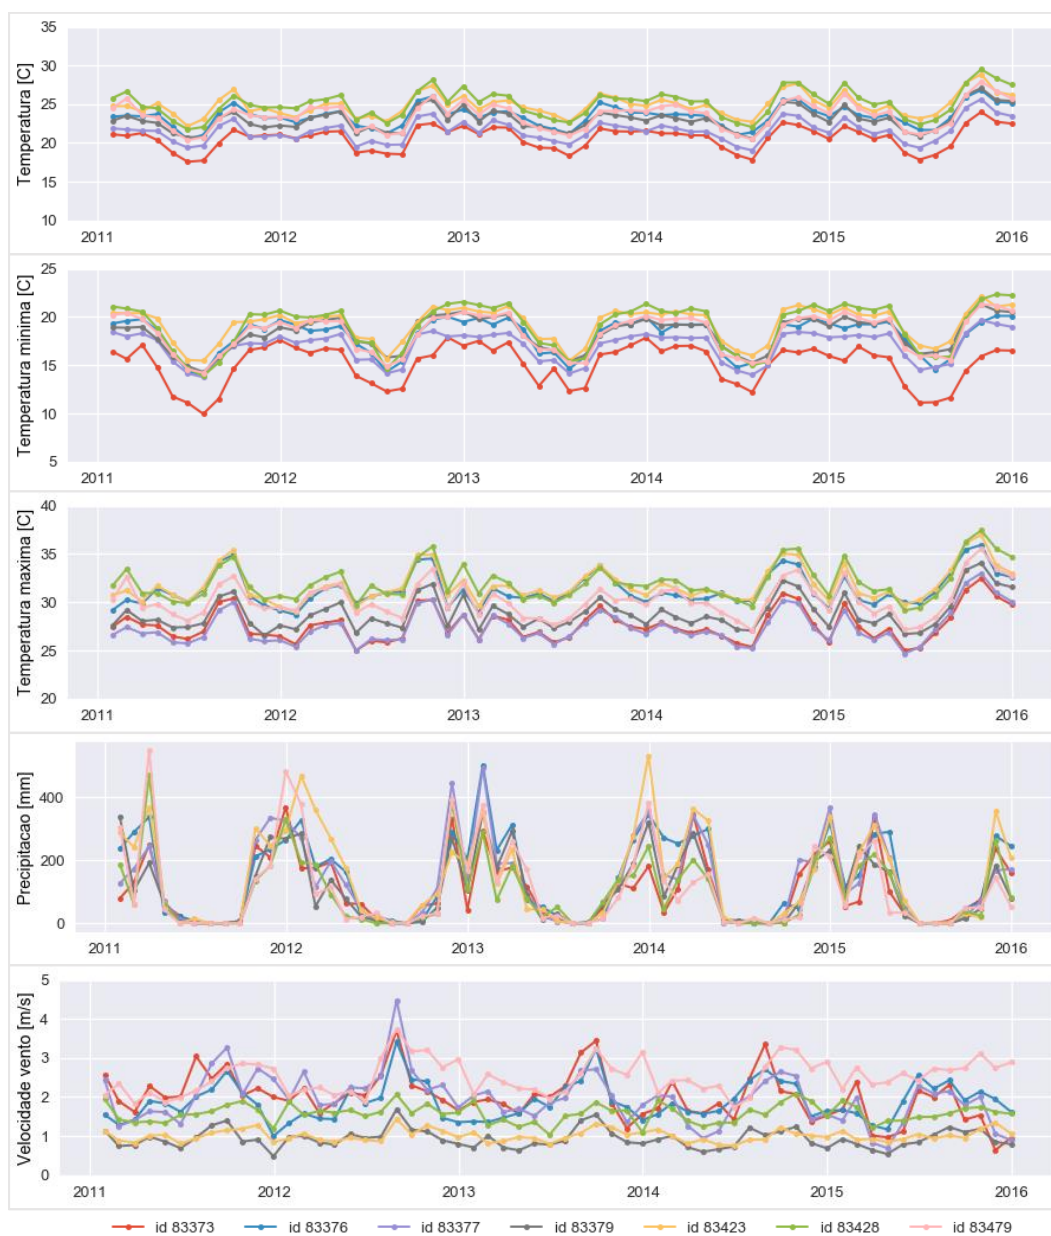 Temperatura [C]
35
30
25
20
15
10
2011 2012 2013 2014 2015 2016
Temperatura minima [C]
25
20
15
10
5
2011 2012 2013 2014 2015 2016
Temperatura maxima [C]
40
35
30
25
20
2011 2012 2013 2014 2015 2016
Precipitacao [mm]
400
200
0
2011 2012 2013 2014 2015 2016
Velocidade vento [m/s]
5
4
3
2
1
0
2011 2012 2013 2014 2015 2016
id 83373 id 83376 id 83377 id 83379 id 83423 id 83428 id 83479